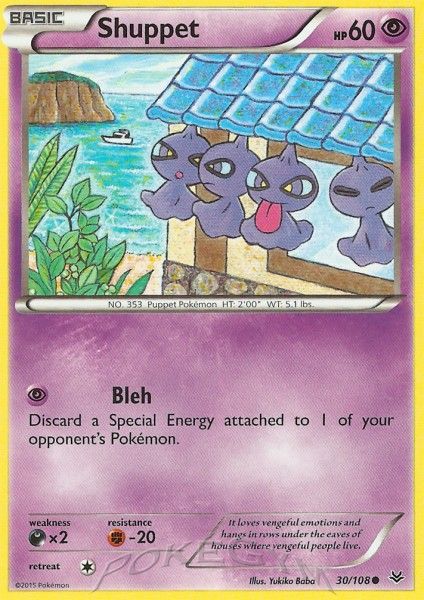 BASIC Shuppet HP60
NO. 353 Puppet Pokémon HT: 2'00" WT: 5.1 lbs.
Bleh
Discard a Special Energy attached to 1 of your
opponent's Pokémon.
weakness resistance
×2 -20
retreat
It loves vengeful emotions and
hangs in rows under the eaves of
houses where vengeful people live.
©2015 Pokémon Illus. Yukiko Baba 30/108